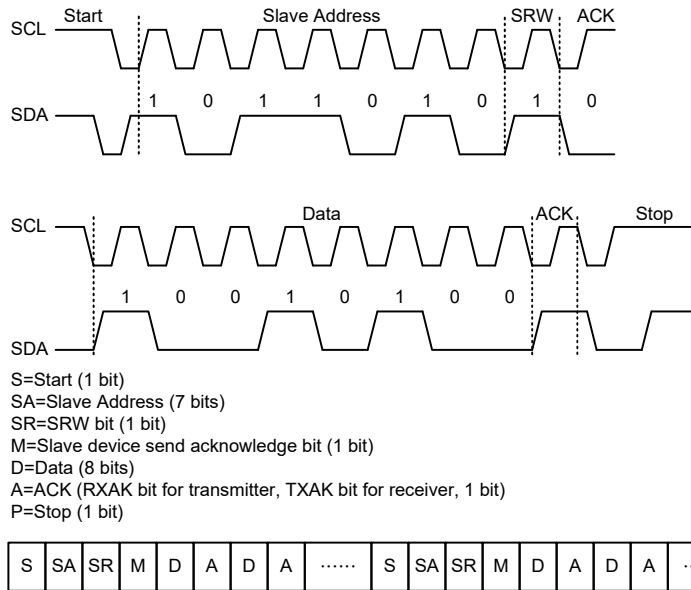 Start Slave Address SRW ACK
SCL
1 0 1 1 0 1 0 1 0
SDA
Data ACK Stop
SCL
1 0 0 1 0 1 0 0
SDA
S=Start (1 bit)
SA=Slave Address (7 bits)
SR=SRW bit (1 bit)
M=Slave device send acknowledge bit (1 bit)
D=Data (8 bits)
A=ACK (RXAK bit for transmitter, TXAK bit for receiver, 1 bit)
P=Stop (1 bit)
S SA SR M D A D A ······ S SA SR M D A D A ··